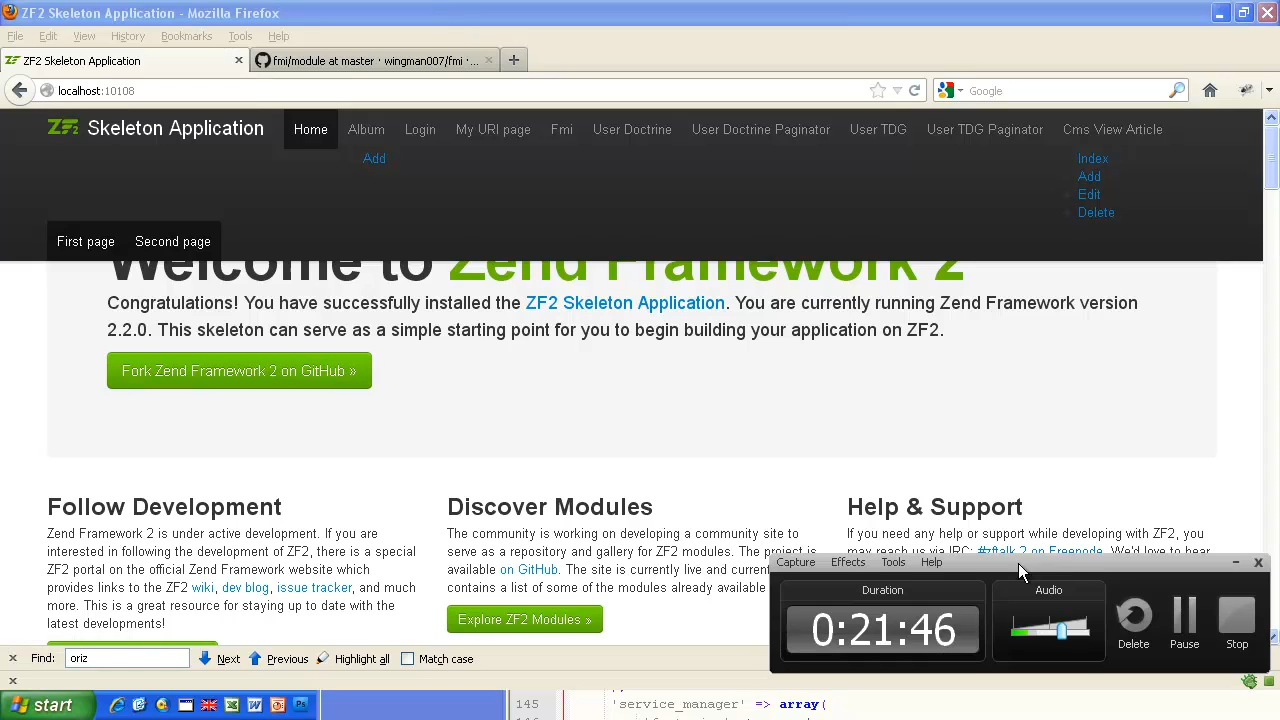 ZF2 Skeleton Application - Mozilla Firefox
File Edit View History Bookmarks Tools Help
ZF2 Skeleton Application × fmi/module at master · wingman007/fmi · ... × +
localhost:10108 Google
ZF2 Skeleton Application Home Album Login My URI page Fmi User Doctrine User Doctrine Paginator User TDG User TDG Paginator Cms View Article
Add Index
Add
Edit
Delete
First page Second page
Welcome to Zend Framework 2
Congratulations! You have successfully installed the ZF2 Skeleton Application. You are currently running Zend Framework version
2.2.0. This skeleton can serve as a simple starting point for you to begin building your application on ZF2.
Fork Zend Framework 2 on GitHub »
Follow Development
Zend Framework 2 is under active development. If you are
interested in following the development of ZF2, there is a special
ZF2 portal on the official Zend Framework website which
provides links to the ZF2 wiki, dev blog, issue tracker, and much
more. This is a great resource for staying up to date with the
latest developments!
Discover Modules
The community is working on developing a community site to
serve as a repository and gallery for ZF2 modules. The project is
available on GitHub. The site is currently live and current
contains a list of some of the modules already available
Explore ZF2 Modules »
Help & Support
If you need any help or support while developing with ZF2, you
may reach us via IRC: #zftalk.2 on Freenode. We'd love to hear
Capture Effects Tools Help
Duration Audio
0:21:46
Delete Pause Stop
× Find: oriz Next Previous Highlight all Match case
×
start
145 'service_manager' => array(